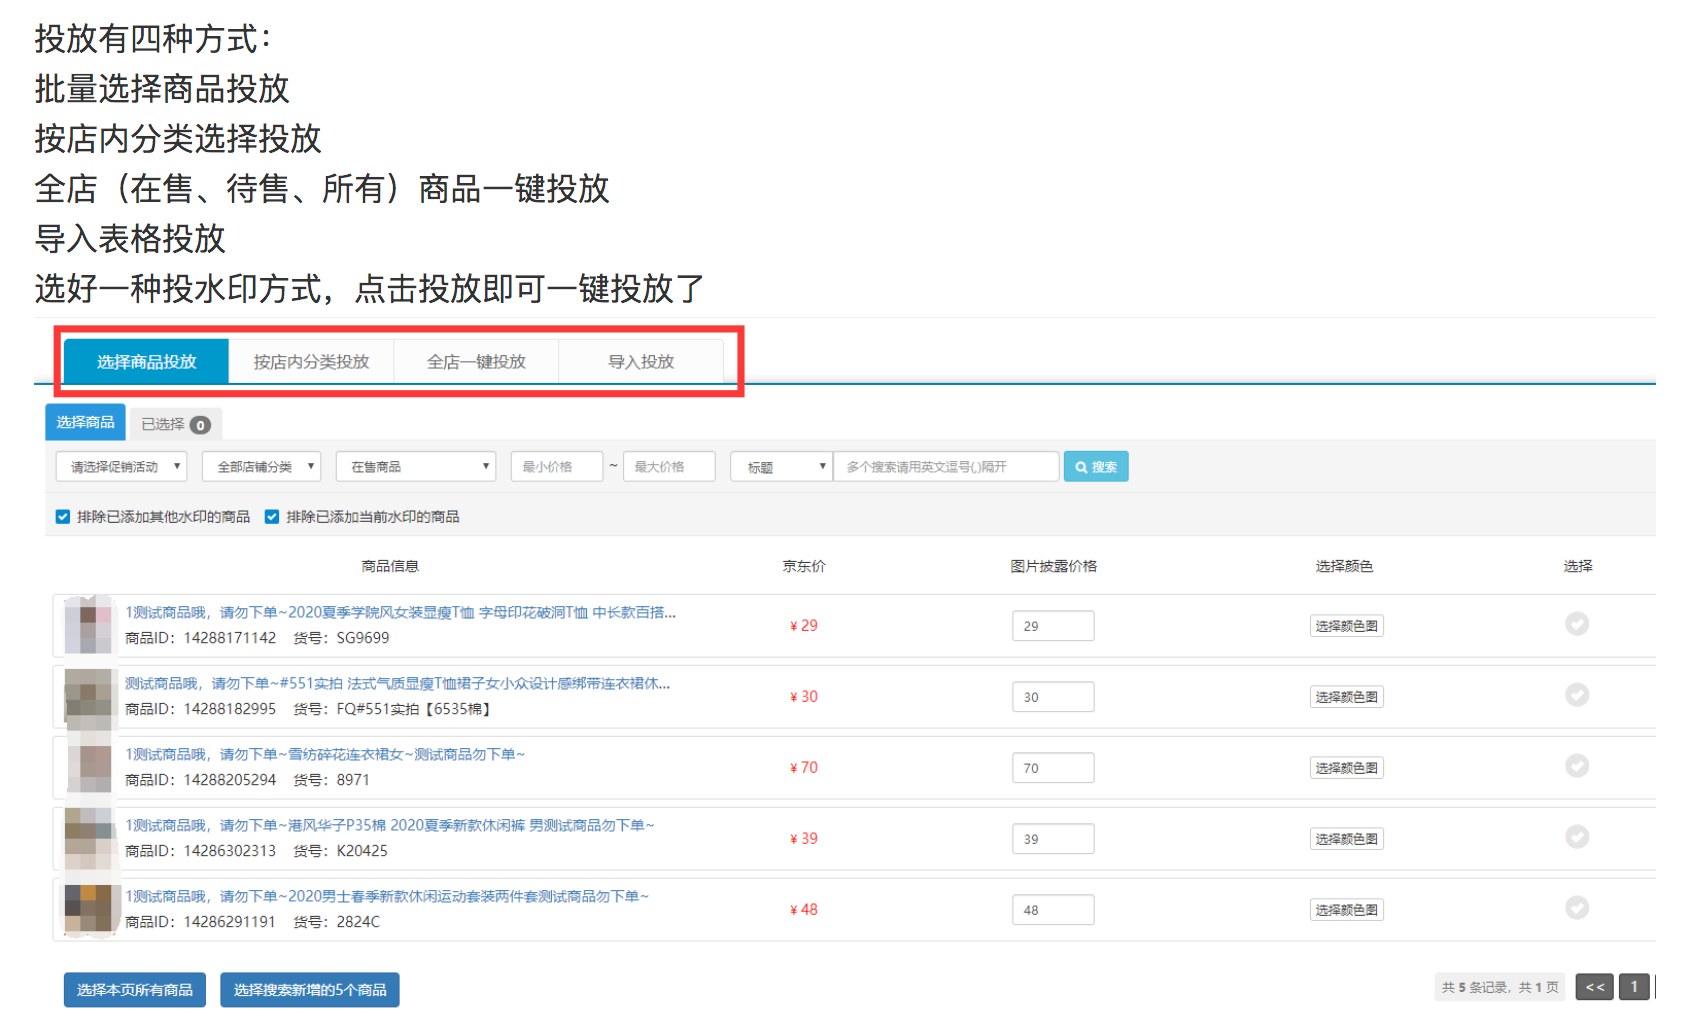 投放有四种方式：
批量选择商品投放
按店内分类选择投放
全店（在售、待售、所有）商品一键投放
导入表格投放
选好一种投水印方式，点击投放即可一键投放了
选择商品投放 按店内分类投放 全店一键投放 导入投放
选择商品 已选择 0
请选择促销活动 全部店铺分类 在售商品 最小价格 ~ 最大价格 标题 多个搜索请用英文逗号(,)隔开 搜索
排除已添加其他水印的商品 排除已添加当前水印的商品
商品信息 京东价 图片披露价格 选择颜色 选择
1测试商品哦，请勿下单~2020夏季学院风女装显瘦T恤 字母印花破洞T恤 中长款百搭...
商品ID：14288171142 货号：SG9699
¥ 29 29 选择颜色图
测试商品哦，请勿下单~#551实拍 法式气质显瘦T恤裙子女小众设计感绑带连衣裙休...
商品ID：14288182995 货号：FQ#551实拍【6535棉】
¥ 30 30 选择颜色图
1测试商品哦，请勿下单~雪纺碎花连衣裙女~测试商品勿下单~
商品ID：14288205294 货号：8971
¥ 70 70 选择颜色图
1测试商品哦，请勿下单~港风华子P35棉 2020夏季新款休闲裤 男测试商品勿下单~
商品ID：14286302313 货号：K20425
¥ 39 39 选择颜色图
1测试商品哦，请勿下单~2020男士春季新款休闲运动套装两件套测试商品勿下单~
商品ID：14286291191 货号：2824C
¥ 48 48 选择颜色图
选择本页所有商品 选择搜索新增的5个商品 共 5 条记录，共 1 页 << 1